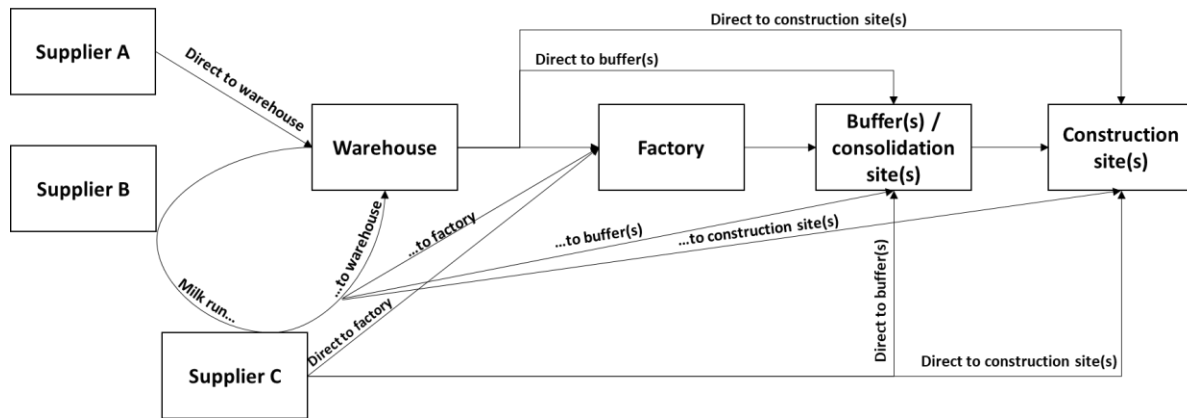 Direct to construction site(s)
Supplier A
Direct to warehouse
Direct to buffer(s)
Warehouse
Factory
Buffer(s) /
consolidation
site(s)
Construction
site(s)
Supplier B
...to warehouse
...to factory
...to buffer(s)
...to construction site(s)
Milk run...
Direct to factory
Direct to buffer(s)
Supplier C
Direct to construction site(s)